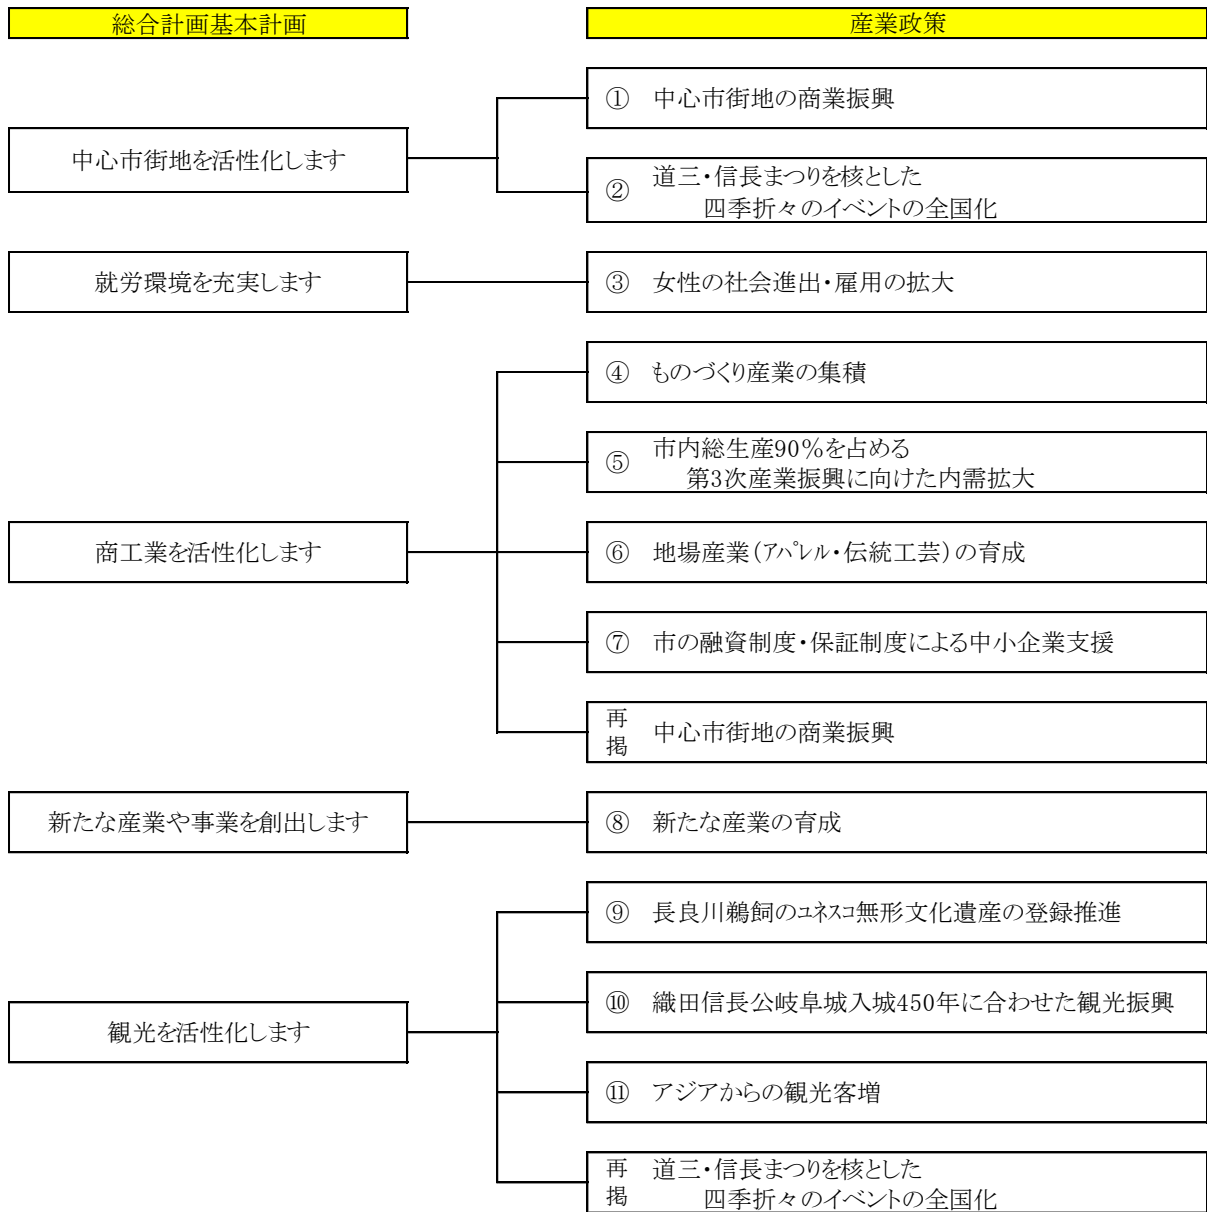 総合計画基本計画
産業政策
中心市街地を活性化します
① 中心市街地の商業振興
② 道三・信長まつりを核とした
四季折々のイベントの全国化
就労環境を充実します
③ 女性の社会進出・雇用の拡大
商工業を活性化します
④ ものづくり産業の集積
⑤ 市内総生産90％を占める
第3次産業振興に向けた内需拡大
⑥ 地場産業（ｱﾊﾟﾚﾙ・伝統工芸）の育成
⑦ 市の融資制度・保証制度による中小企業支援
再掲 中心市街地の商業振興
新たな産業や事業を創出します
⑧ 新たな産業の育成
観光を活性化します
⑨ 長良川鵜飼のﾕﾈｽｺ無形文化遺産の登録推進
⑩ 織田信長公岐阜城入城450年に合わせた観光振興
⑪ アジアからの観光客増
再掲 道三・信長まつりを核とした
四季折々のイベントの全国化